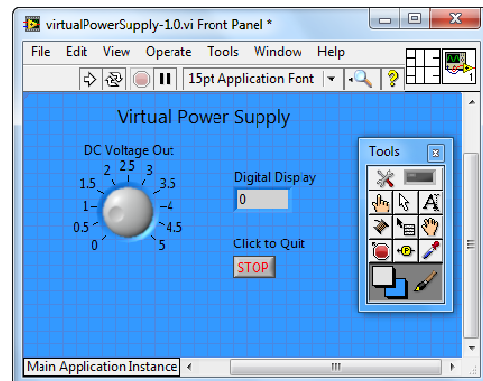 virtualPowerSupply-1.0.vi Front Panel *
File Edit View Operate Tools Window Help
15pt Application Font
Virtual Power Supply
DC Voltage Out
0 0.5 1 1.5 2 2.5 3 3.5 4 4.5 5
Digital Display
0
Click to Quit
STOP
Tools
A
Main Application Instance